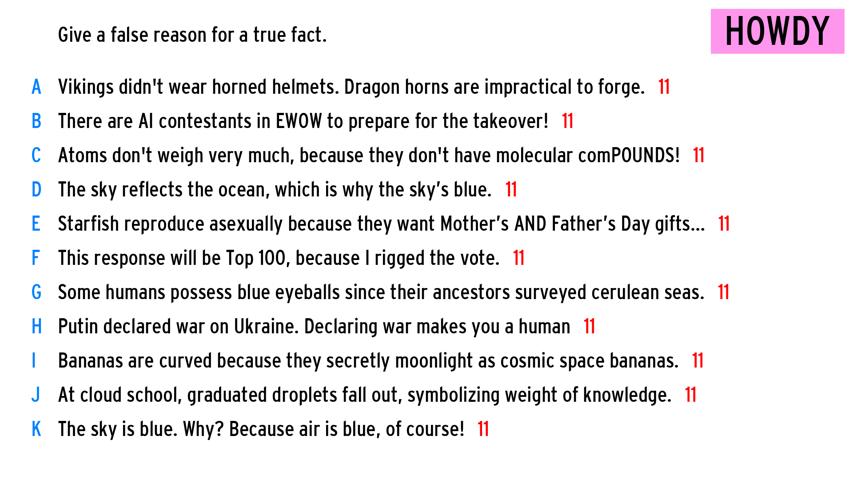 Give a false reason for a true fact.
HOWDY
A Vikings didn't wear horned helmets. Dragon horns are impractical to forge. 11
B There are AI contestants in EWOW to prepare for the takeover! 11
C Atoms don't weigh very much, because they don't have molecular comPOUNDS! 11
D The sky reflects the ocean, which is why the sky’s blue. 11
E Starfish reproduce asexually because they want Mother’s AND Father’s Day gifts... 11
F This response will be Top 100, because I rigged the vote. 11
G Some humans possess blue eyeballs since their ancestors surveyed cerulean seas. 11
H Putin declared war on Ukraine. Declaring war makes you a human 11
I Bananas are curved because they secretly moonlight as cosmic space bananas. 11
J At cloud school, graduated droplets fall out, symbolizing weight of knowledge. 11
K The sky is blue. Why? Because air is blue, of course! 11